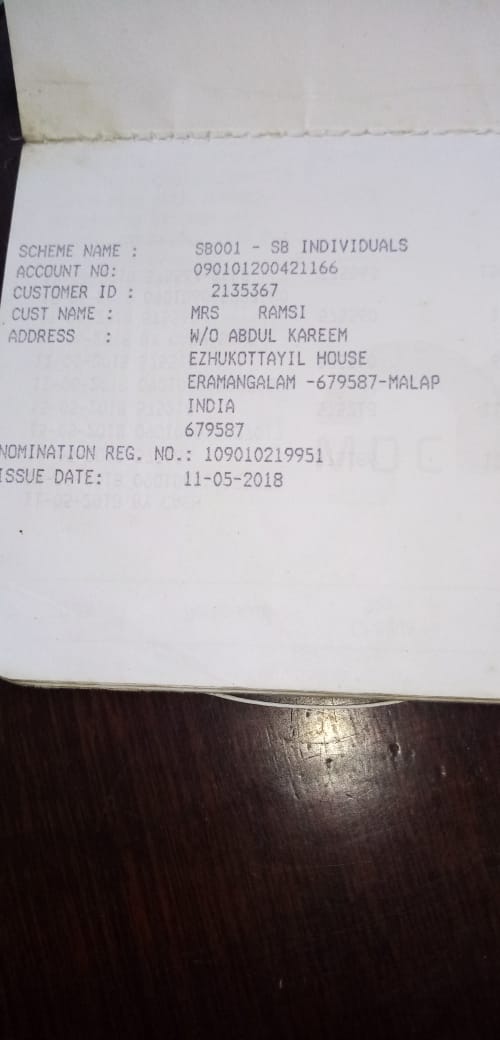 SCHEME NAME : SB001 - SB INDIVIDUALS
ACCOUNT NO: 090101200421166
CUSTOMER ID : 2135367
CUST NAME : MRS RAMSI
ADDRESS : W/O ABDUL KAREEM
EZHUKOTTAYIL HOUSE
ERAMANGALAM -679587-MALAP
INDIA
679587
NOMINATION REG. NO.: 109010219951
ISSUE DATE: 11-05-2018